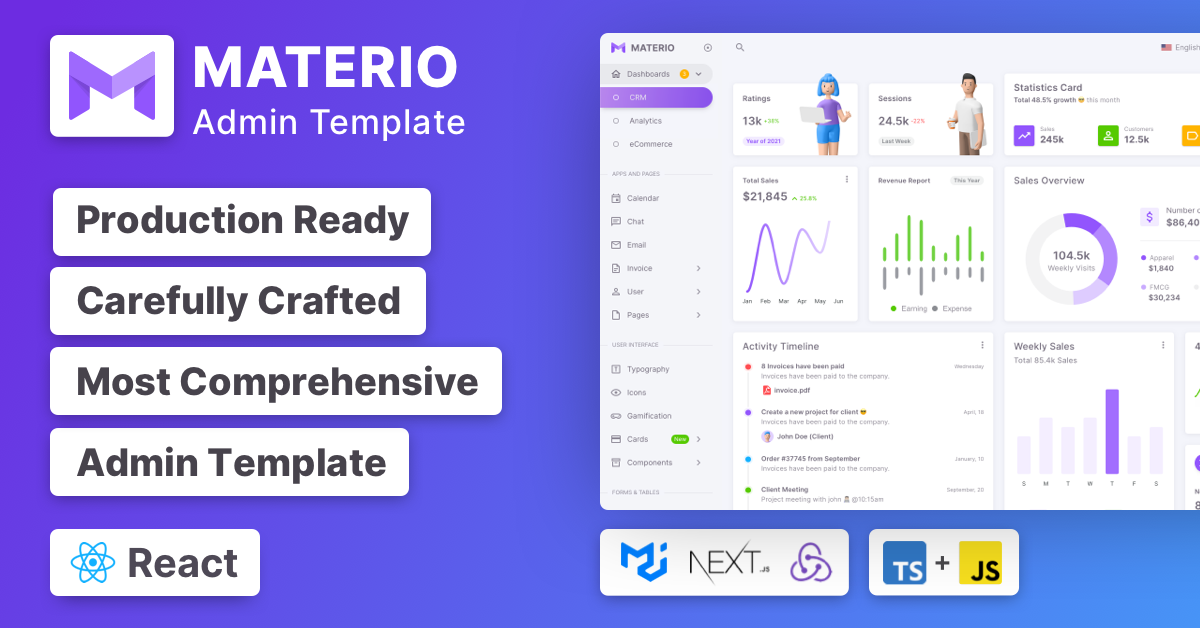 MATERIO
Admin Template
Production Ready
Carefully Crafted
Most Comprehensive
Admin Template
React
MATERIO
English
Dashboards
CRM
Analytics
eCommerce
APPS AND PAGES
Calendar
Chat
Email
Invoice
User
Pages
USER INTERFACE
Typography
Icons
Gamification
Cards New
Components
FORMS & TABLES
Ratings
13k +38%
Year of 2021
Sessions
24.5k -22%
Last Week
Statistics Card
Total 48.5% growth 😎 this month
Sales
245k
Customers
12.5k
Total Sales
$21,845 25.8%
Jan Feb Mar Apr May Jun
Revenue Report This Year
Earning Expense
Sales Overview
104.5k
Weekly Visits
Number
$86,40
Apparel
$1,840
FMCG
$30,234
Activity Timeline
8 Invoices have been paid Wednesday
Invoices have been paid to the company.
invoice.pdf
Create a new project for client 😎 April, 18
Invoices have been paid to the company.
John Doe (Client)
Order #37745 from September January, 10
Invoices have been paid to the company.
Client Meeting September, 20
Project meeting with john @10:15am
Weekly Sales
Total 85.4k Sales
S M T W T F S
NEXT.JS
TS + JS